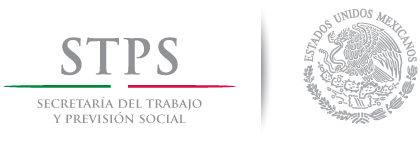 STPS
SECRETARÍA DEL TRABAJO
Y PREVISIÓN SOCIAL
ESTADOS UNIDOS MEXICANOS